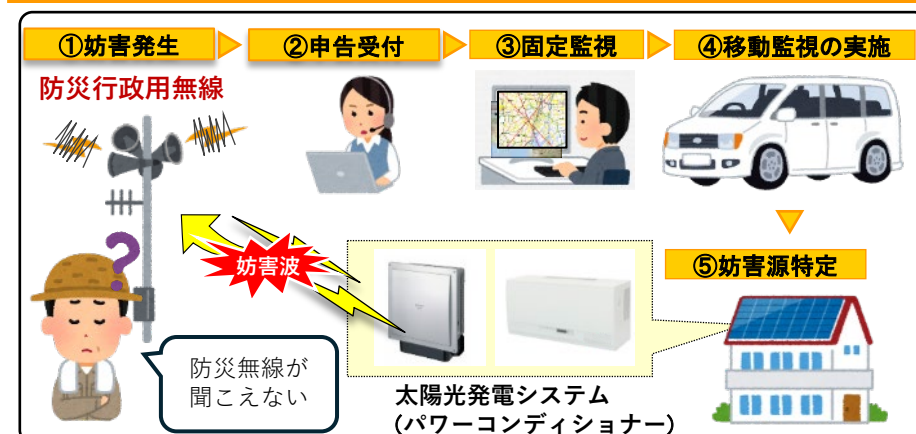 ①妨害発生
②申告受付
③固定監視
④移動監視の実施
防災行政用無線
?
妨害波
⑤妨害源特定
防災無線が
聞こえない
太陽光発電システム
(パワーコンディショナー)